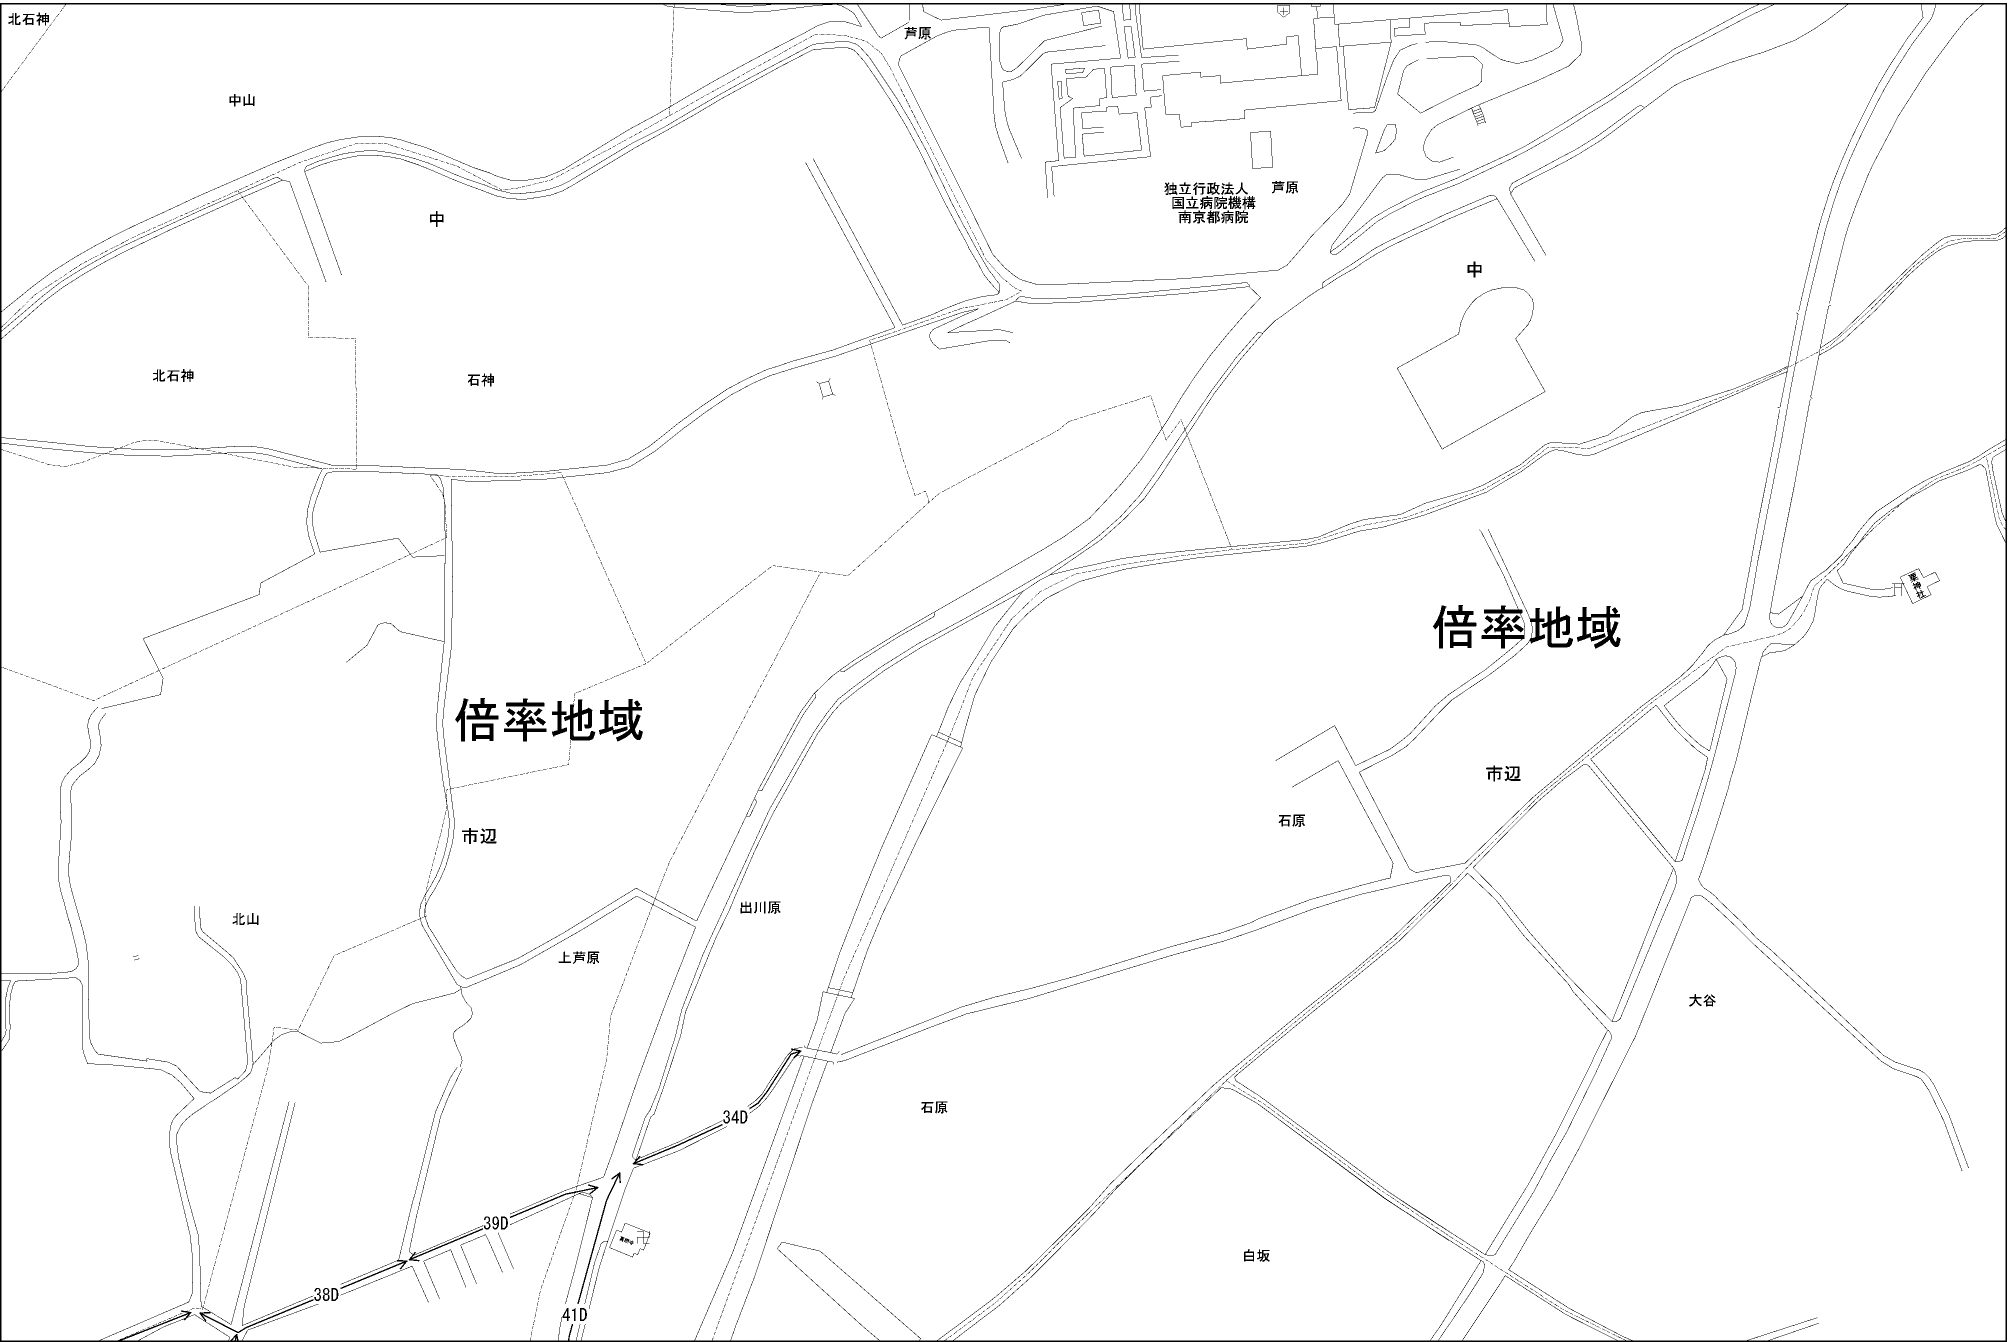 北石神
芦原
中山
独立行政法人
国立病院機構
南京都病院
芦原
中
中
北石神
石神
粟神社
倍率地域
倍率地域
市辺
石原
市辺
出川原
北山
上芦原
大谷
石原
34D
39D
白坂
38D
41D